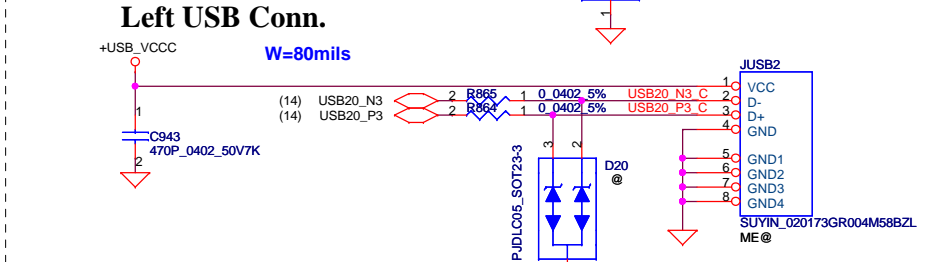 1
Left USB Conn.
+USB_VCCC
W=80mils
JUSB2
1
2
3
4
5
6
7
8
VCC
D-
D+
GND
GND1
GND2
GND3
GND4
SUYIN_020173GR004M58BZL
ME@
(14) USB20_N3 2 R865 1 0_0402_5% USB20_N3_C
(14) USB20_P3 2 R864 1 0_0402_5% USB20_P3_C
1
C943
470P_0402_50V7K
2
3
2
D20
@
PJDLC05_SOT23-3